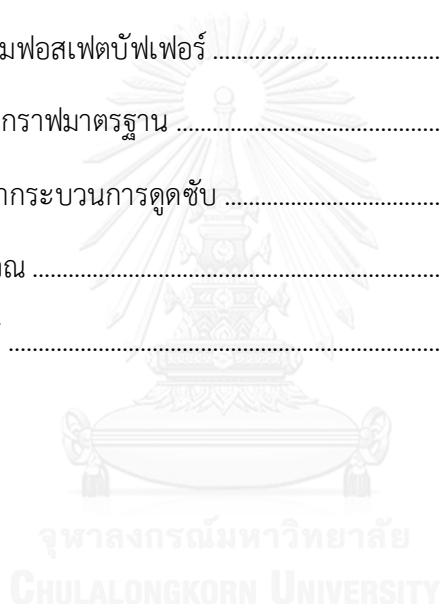 มฟอสเฟตบัฟเฟอร์ ..........................................
กราฟมาตรฐาน ................................................
ากระบวนการดูดซับ ........................................
ณ .........................................................................
.............................................................................
จุฬาลงกรณ์มหาวิทยาลัย
CHULALONGKORN UNIVERSITY